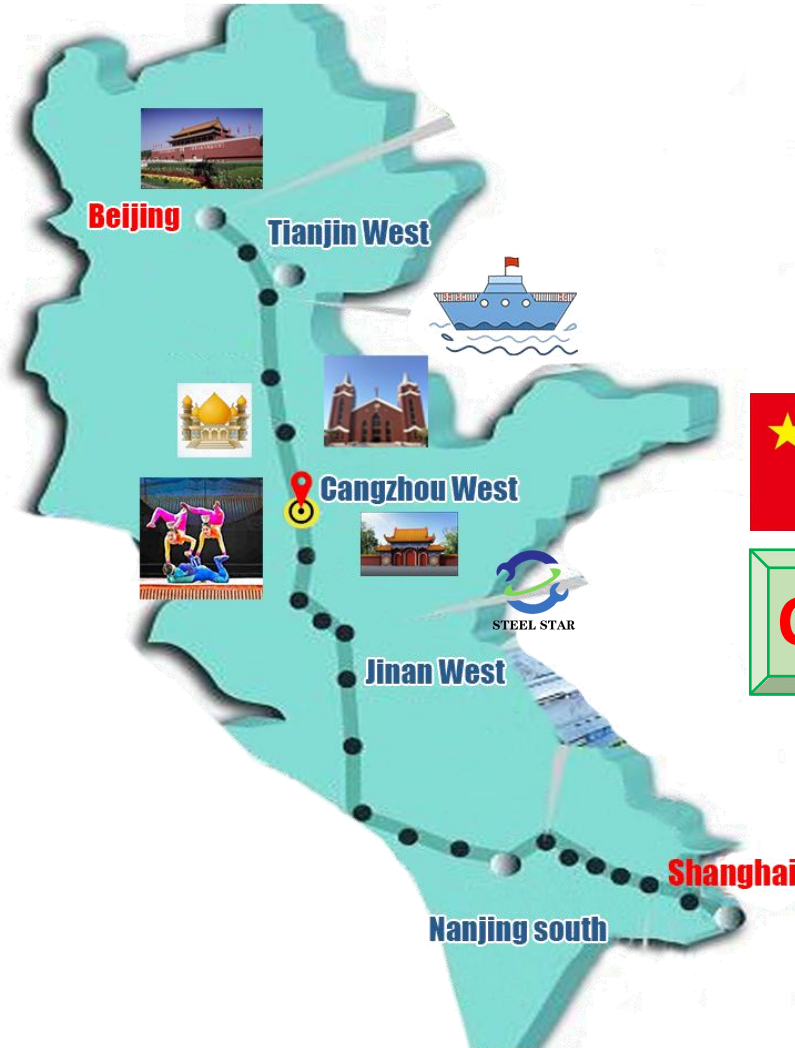 Beijing
Tianjin West
Cangzhou West
STEEL STAR
Jinan West
Shanghai
Nanjing south